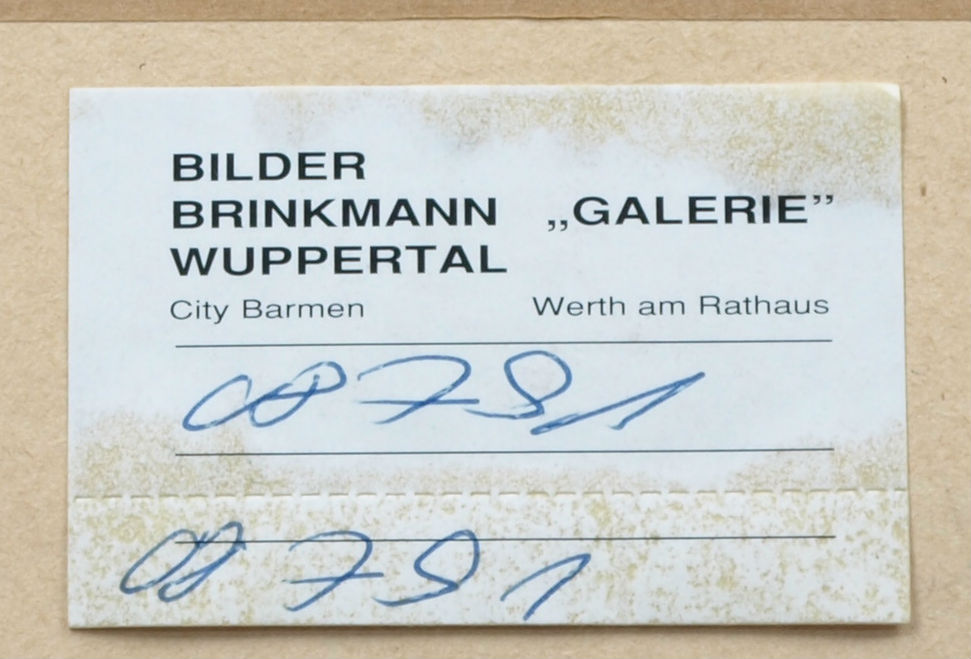 BILDER
BRINKMANN „GALERIE”
WUPPERTAL
City Barmen Werth am Rathaus
08791
08791